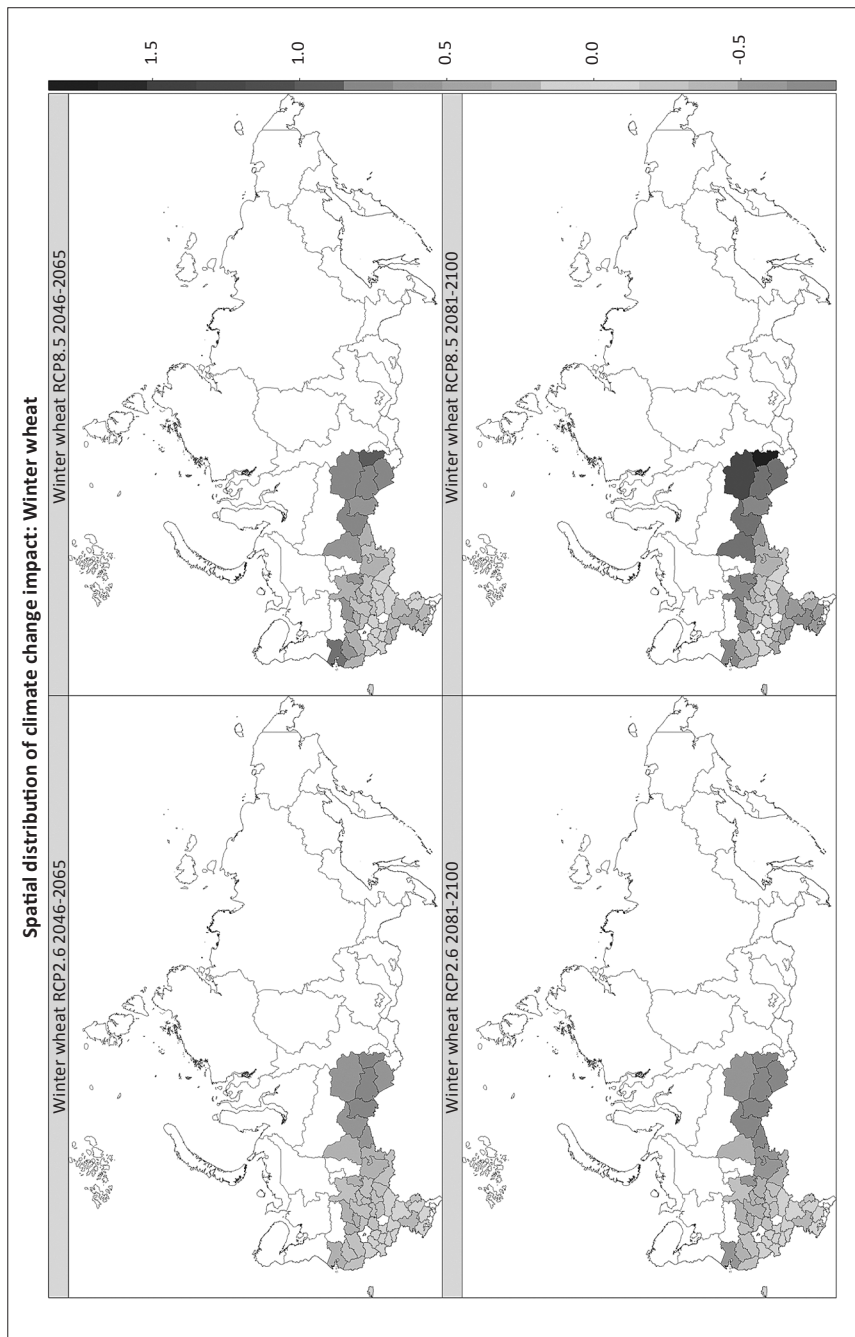 Spatial distribution of climate change impact: Winter wheat
Winter wheat RCP2.6 2046-2065
Winter wheat RCP8.5 2046-2065
Winter wheat RCP2.6 2081-2100
Winter wheat RCP8.5 2081-2100
1.5
1.0
0.5
0.0
-0.5